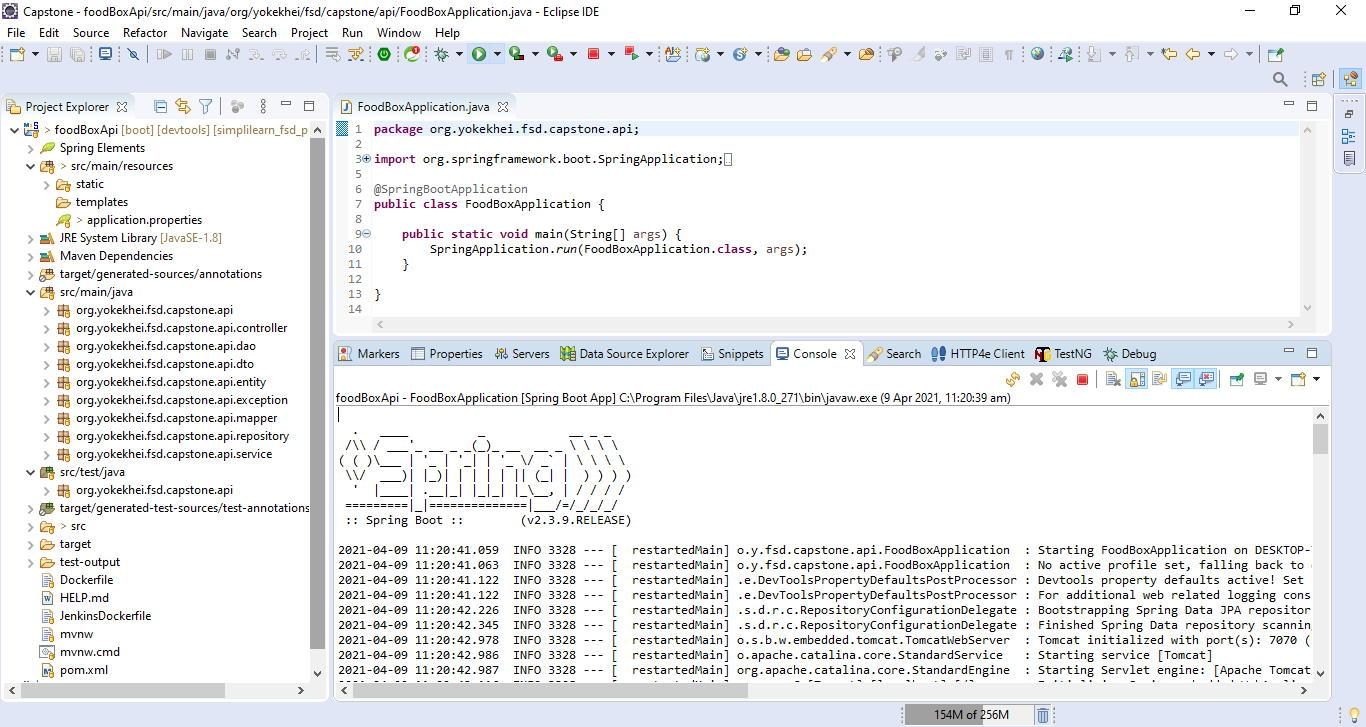 Capstone - foodBoxApi/src/main/java/org/yokekhei/fsd/capstone/api/FoodBoxApplication.java - Eclipse IDE
File Edit Source Refactor Navigate Search Project Run Window Help
Project Explorer
> foodBoxApi [boot] [devtools] [simplilearn_fsd_p
Spring Elements
> src/main/resources
static
templates
> application.properties
JRE System Library [JavaSE-1.8]
Maven Dependencies
target/generated-sources/annotations
src/main/java
org.yokekhei.fsd.capstone.api
org.yokekhei.fsd.capstone.api.controller
org.yokekhei.fsd.capstone.api.dao
org.yokekhei.fsd.capstone.api.dto
org.yokekhei.fsd.capstone.api.entity
org.yokekhei.fsd.capstone.api.exception
org.yokekhei.fsd.capstone.api.mapper
org.yokekhei.fsd.capstone.api.repository
org.yokekhei.fsd.capstone.api.service
src/test/java
org.yokekhei.fsd.capstone.api
target/generated-test-sources/test-annotations
> src
target
test-output
Dockerfile
HELP.md
JenkinsDockerfile
mvnw
mvnw.cmd
pom.xml
FoodBoxApplication.java
1 package org.yokekhei.fsd.capstone.api;
2
3 import org.springframework.boot.SpringApplication;
5
6 @SpringBootApplication
7 public class FoodBoxApplication {
8
9 public static void main(String[] args) {
10 SpringApplication.run(FoodBoxApplication.class, args);
11 }
12
13 }
14
Markers Properties Servers Data Source Explorer Snippets Console Search HTTP4e Client TestNG Debug
foodBoxApi - FoodBoxApplication [Spring Boot App] C:\Program Files\Java\jre1.8.0_271\bin\javaw.exe (9 Apr 2021, 11:20:39 am)
Spring
:: Spring Boot :: (v2.3.9.RELEASE)
2021-04-09 11:20:41.059 INFO 3328 --- [ restartedMain] o.y.fsd.capstone.api.FoodBoxApplication : Starting FoodBoxApplication on DESKTOP-
2021-04-09 11:20:41.063 INFO 3328 --- [ restartedMain] o.y.fsd.capstone.api.FoodBoxApplication : No active profile set, falling back to
2021-04-09 11:20:41.122 INFO 3328 --- [ restartedMain] .e.DevToolsPropertyDefaultsPostProcessor : Devtools property defaults active! Set
2021-04-09 11:20:41.122 INFO 3328 --- [ restartedMain] .e.DevToolsPropertyDefaultsPostProcessor : For additional web related logging cons
2021-04-09 11:20:42.226 INFO 3328 --- [ restartedMain] .s.d.r.c.RepositoryConfigurationDelegate : Bootstrapping Spring Data JPA repositor
2021-04-09 11:20:42.345 INFO 3328 --- [ restartedMain] .s.d.r.c.RepositoryConfigurationDelegate : Finished Spring Data repository scannin
2021-04-09 11:20:42.978 INFO 3328 --- [ restartedMain] o.s.b.w.embedded.tomcat.TomcatWebServer : Tomcat initialized with port(s): 7070 (
2021-04-09 11:20:42.986 INFO 3328 --- [ restartedMain] o.apache.catalina.core.StandardService : Starting service [Tomcat]
2021-04-09 11:20:42.987 INFO 3328 --- [ restartedMain] org.apache.catalina.core.StandardEngine : Starting Servlet engine: [Apache Tomcat
154M of 256M